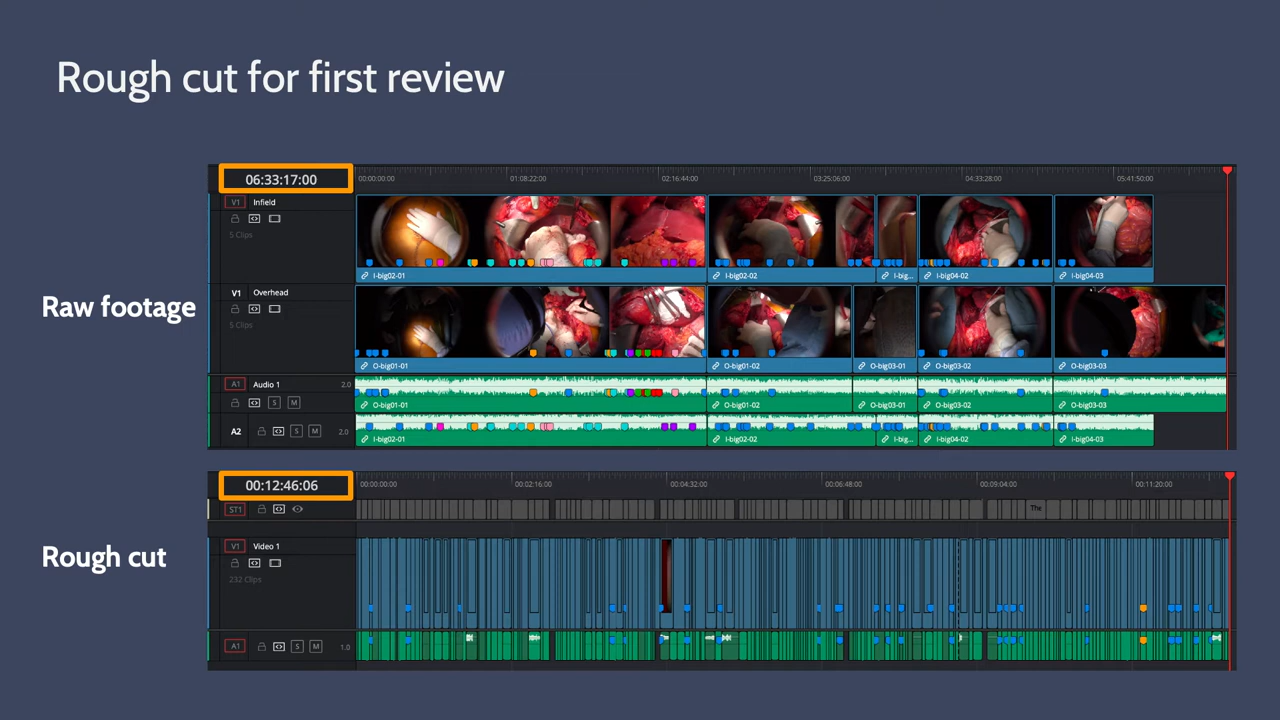 Rough cut for first review
06:33:17:00
00:00:00:00 01:08:22:00 02:16:44:00 03:25:06:00 04:33:28:00 05:41:50:00
V1 Infield
5 Clips
I-big02-01 I-big02-02 I-big... I-big04-02 I-big04-03
Raw footage
V1 Overhead
5 Clips
O-big01-01 O-big01-02 O-big03-01 O-big03-02 O-big03-03
A1 Audio 1 2.0
S M
O-big01-01 O-big01-02 O-big03-01 O-big03-02 O-big03-03
A2 S M 2.0
I-big02-01 I-big02-02 I-big... I-big04-02 I-big04-03
00:12:46:06
00:00:00:00 00:02:16:00 00:04:32:00 00:06:48:00 00:09:04:00 00:11:20:00
ST1 The
Rough cut
V1 Video 1
232 Clips
A1 S M 1.0